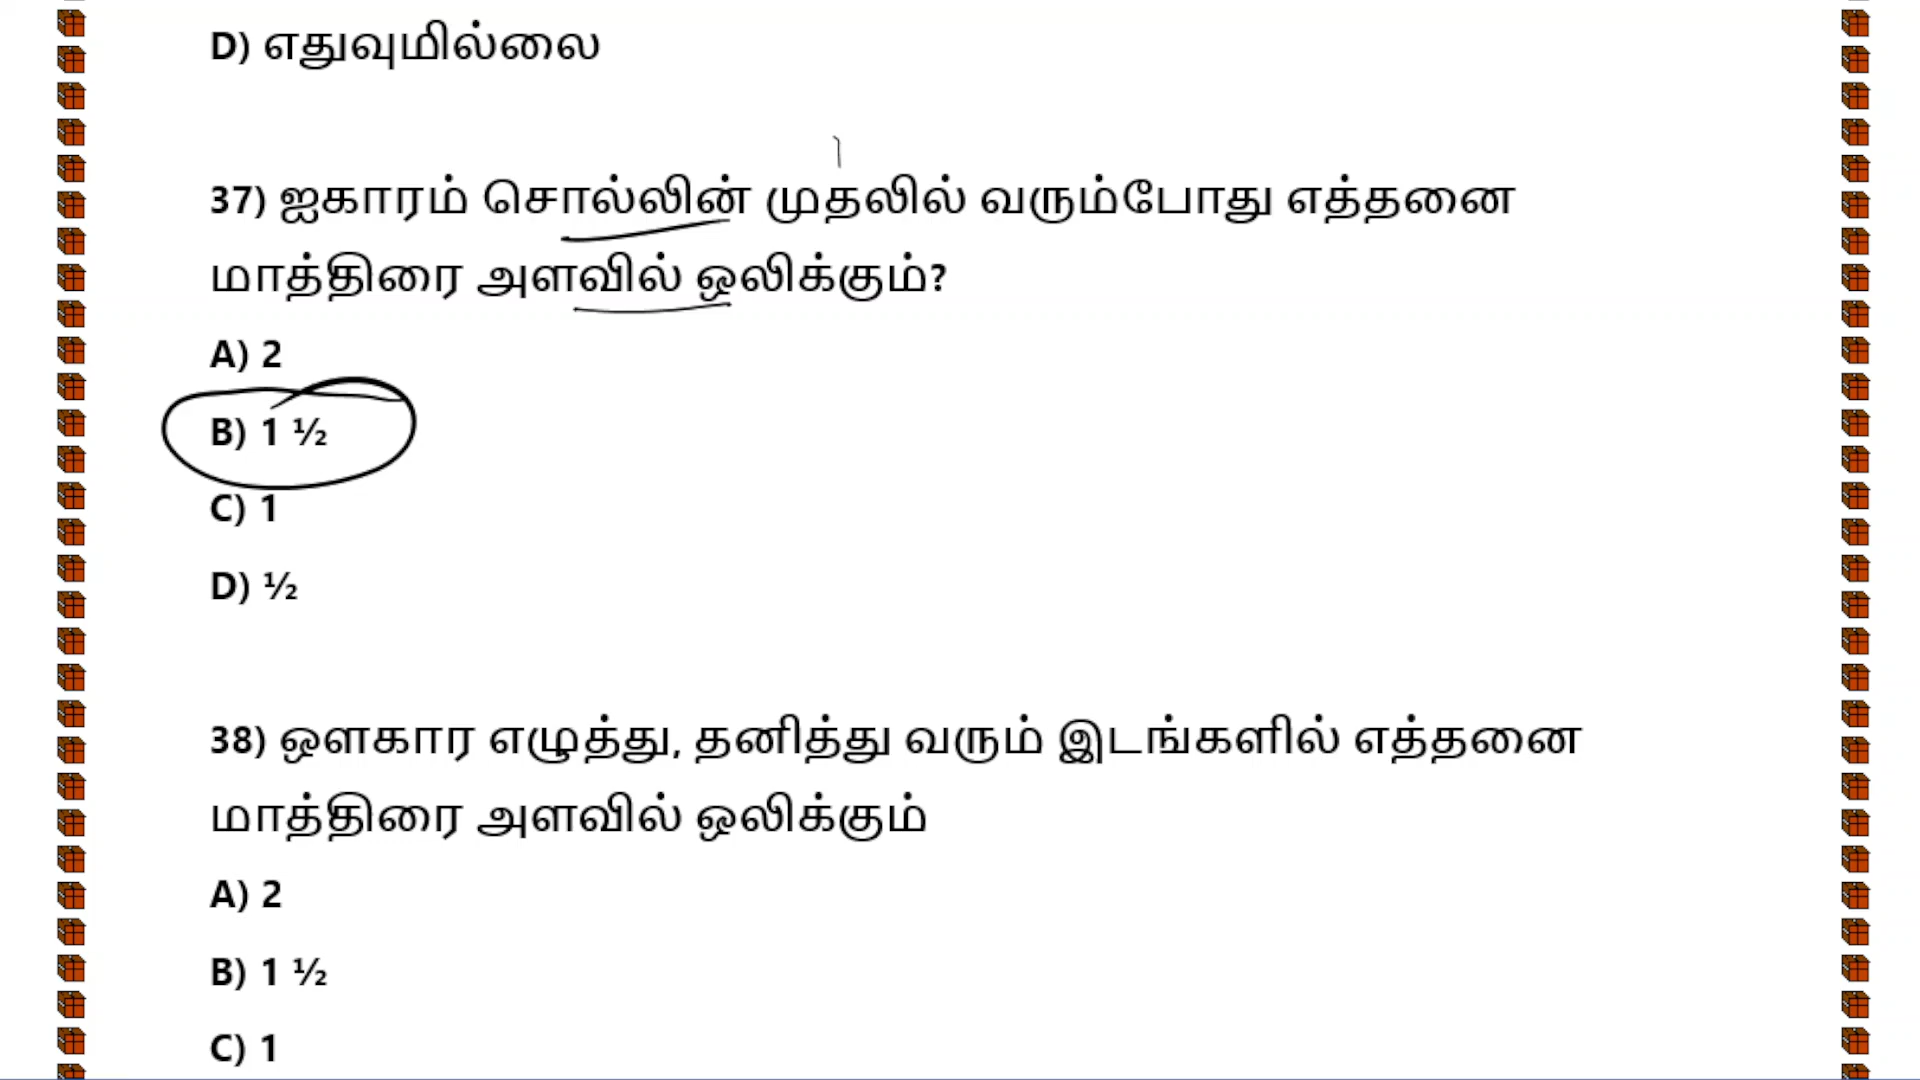 D) எதுவுமில்லை
37) ஐகாரம் சொல்லின் முதலில் வரும்போது எத்தனை
மாத்திரை அளவில் ஒலிக்கும்?
A) 2
B) 1 ½
C) 1
D) ½
38) ஔகார எழுத்து, தனித்து வரும் இடங்களில் எத்தனை
மாத்திரை அளவில் ஒலிக்கும்
A) 2
B) 1 ½
C) 1